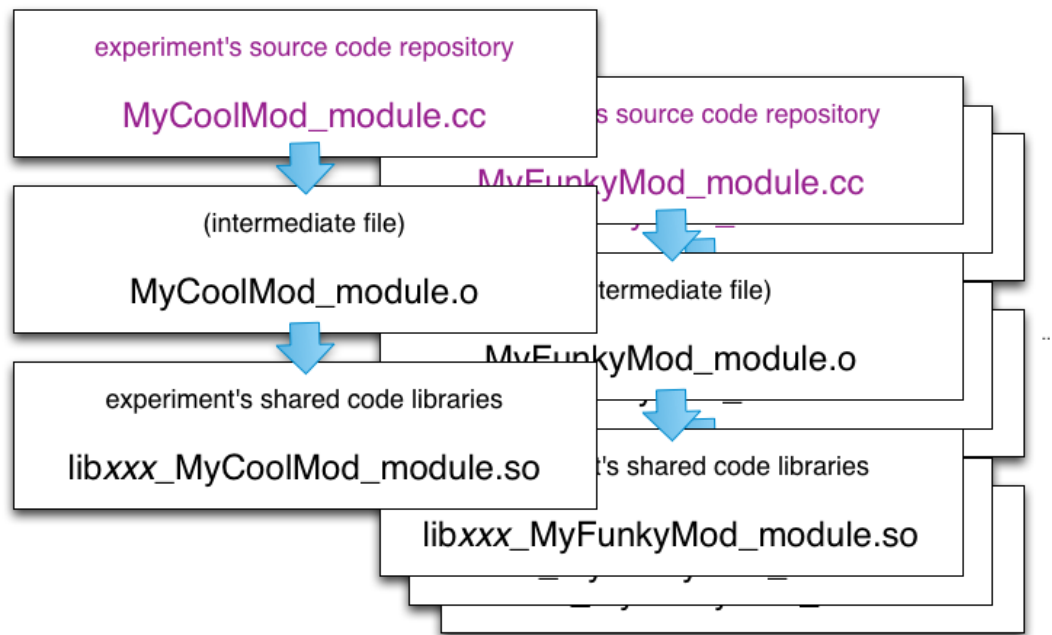 experiment's source code repository
MyCoolMod_module.cc
(intermediate file)
MyCoolMod_module.o
experiment's shared code libraries
libxxx_MyCoolMod_module.so
s source code repository
MyFunkyMod_module.cc
termediate file)
MyFunkyMod_module.o
t's shared code libraries
libxxx_MyFunkyMod_module.so
..